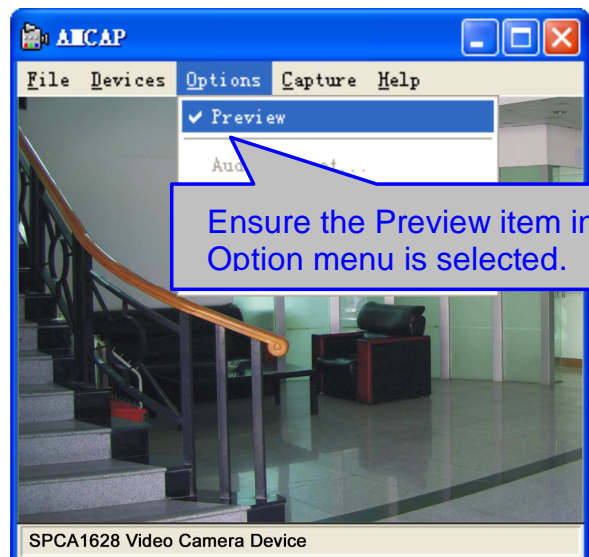 AMCAP
File Devices Options Capture Help
Preview
Ensure the Preview item in
Option menu is selected.
SPCA1628 Video Camera Device